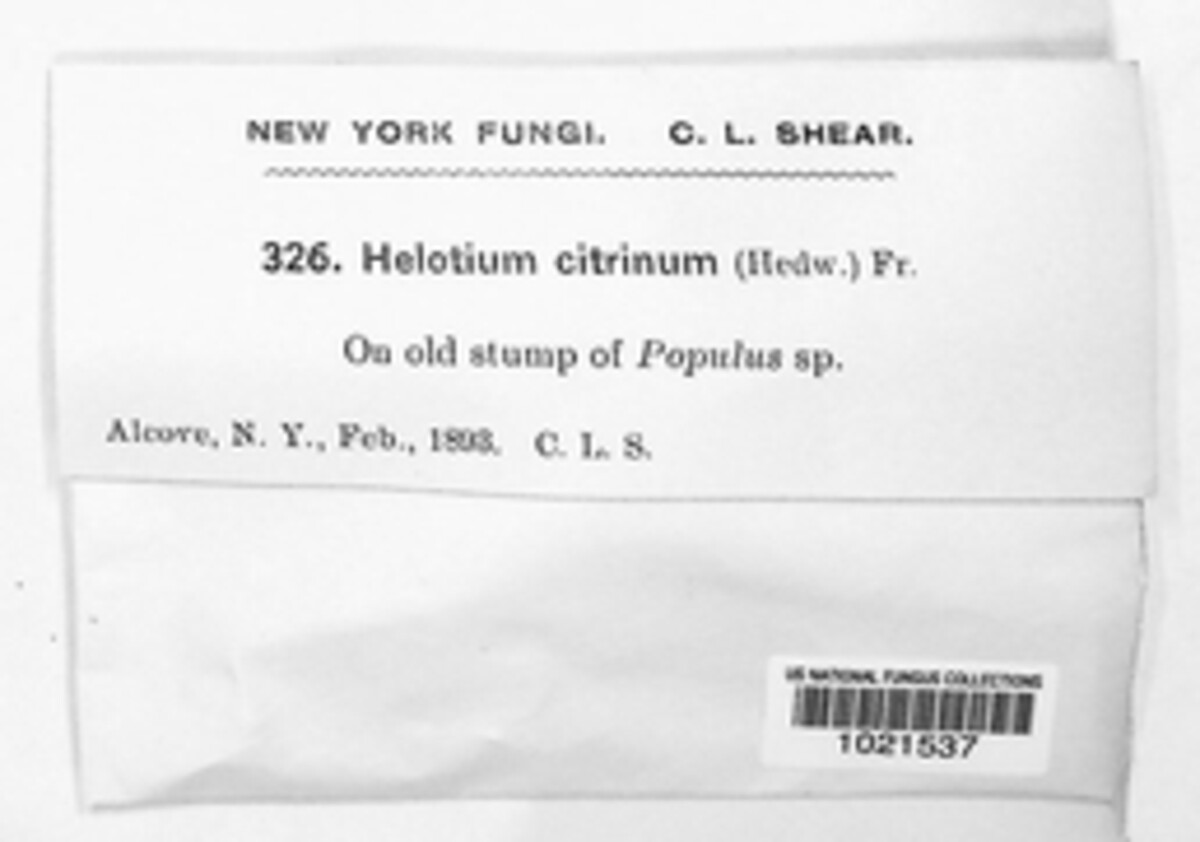 NEW YORK FUNGI. C. L. SHEAR.
326. Helotium citrinum (Hedw.) Fr.
On old stump of Populus sp.
Alcove, N. Y., Feb., 1893. C. L. S.
US NATIONAL FUNGUS COLLECTIONS
1021537